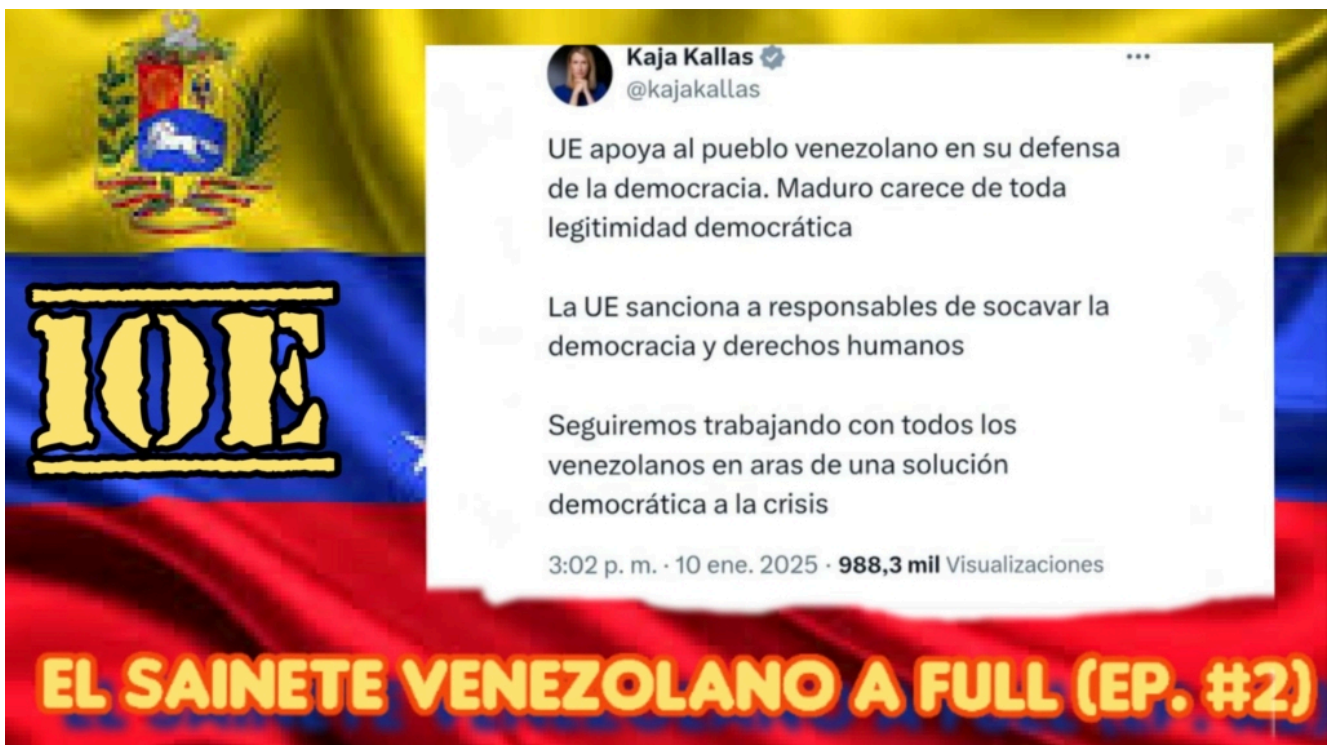 Kaja Kallas
@kajakallas
UE apoya al pueblo venezolano en su defensa
de la democracia. Maduro carece de toda
legitimidad democrática
La UE sanciona a responsables de socavar la
democracia y derechos humanos
Seguiremos trabajando con todos los
venezolanos en aras de una solución
democrática a la crisis
3:02 p. m. · 10 ene. 2025 · 988,3 mil Visualizaciones
10E
EL SAINETE VENEZOLANO A FULL (EP. #2)